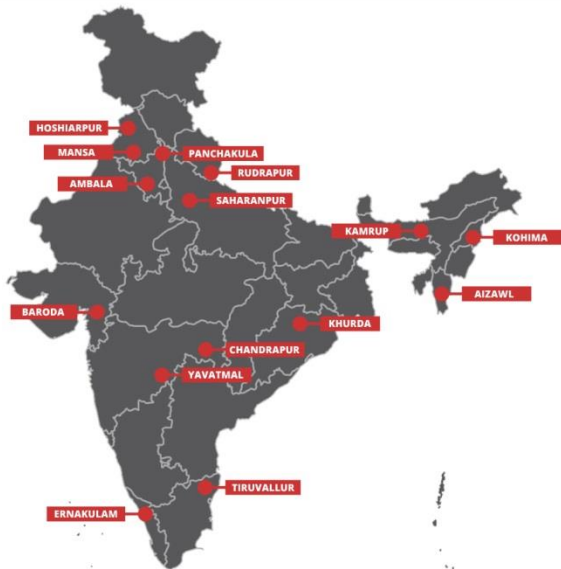 HOSHIARPUR
MANSA
PANCHAKULA
RUDRAPUR
AMBALA
SAHARANPUR
KAMRUP
KOHIMA
AIZAWL
BARODA
KHURDA
CHANDRAPUR
YAVATMAL
TIRUVALLUR
ERNAKULAM